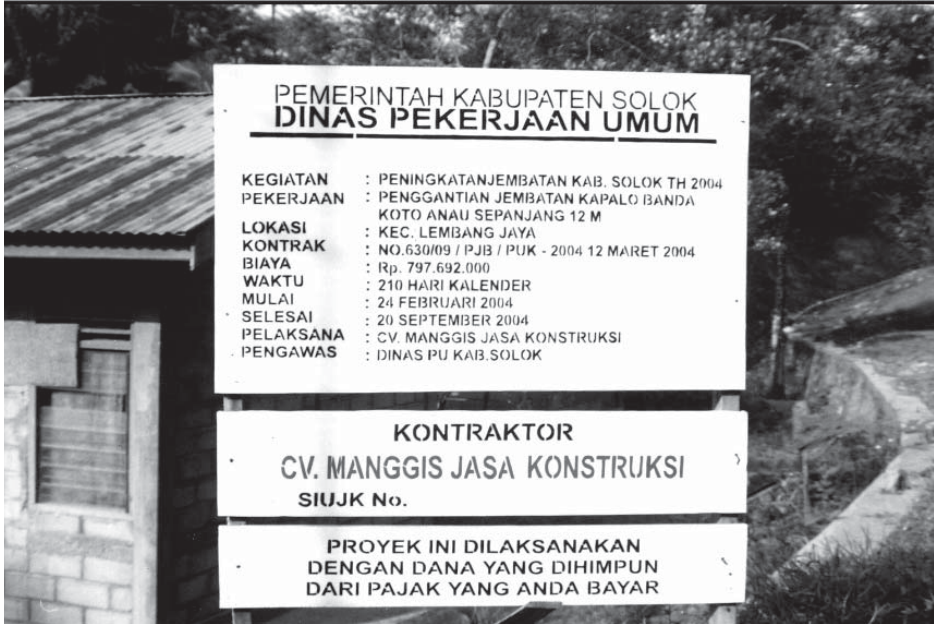 PEMERINTAH KABUPATEN SOLOK
DINAS PEKERJAAN UMUM
KEGIATAN : PENINGKATANJEMBATAN KAB. SOLOK TH 2004
PEKERJAAN : PENGGANTIAN JEMBATAN KAPALO BANDA
KOTO ANAU SEPANJANG 12 M
LOKASI : KEC. LEMBANG JAYA
KONTRAK : NO.630/09 / PJB / PUK - 2004 12 MARET 2004
BIAYA : Rp. 797.692.000
WAKTU : 210 HARI KALENDER
MULAI : 24 FEBRUARI 2004
SELESAI : 20 SEPTEMBER 2004
PELAKSANA : CV. MANGGIS JASA KONSTRUKSI
PENGAWAS : DINAS PU KAB.SOLOK
KONTRAKTOR
CV. MANGGIS JASA KONSTRUKSI
SIUJK No.
PROYEK INI DILAKSANAKAN
DENGAN DANA YANG DIHIMPUN
DARI PAJAK YANG ANDA BAYAR